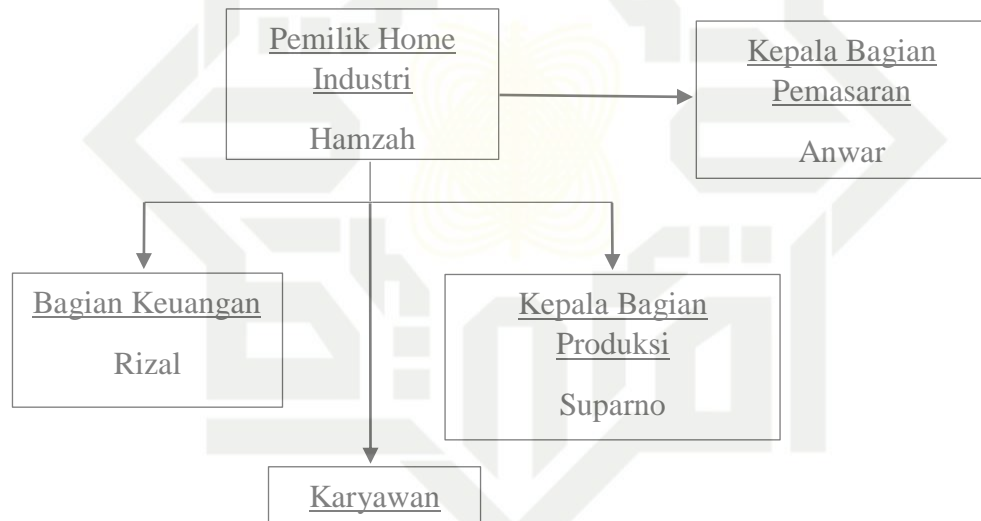 Pemilik Home
Industri
Hamzah
Kepala Bagian
Pemasaran
Anwar
Bagian Keuangan
Rizal
Kepala Bagian
Produksi
Suparno
Karyawan